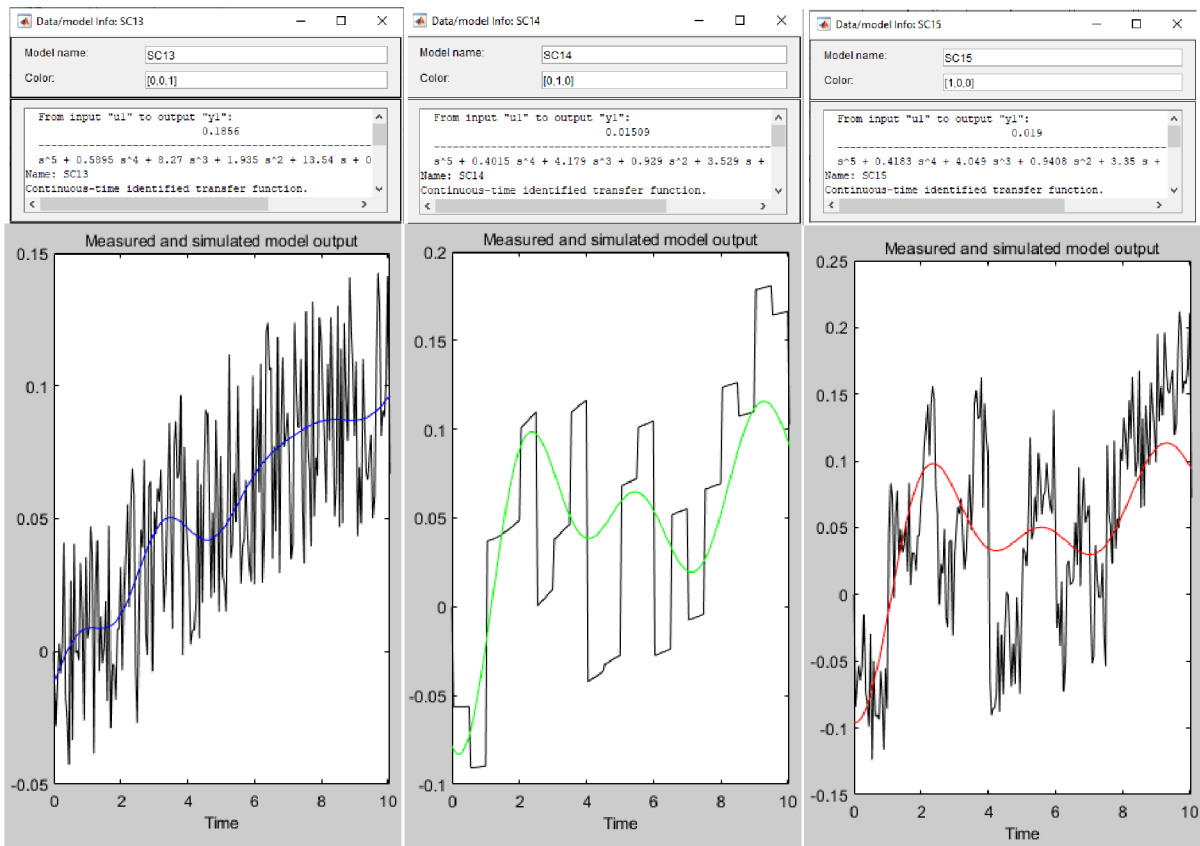 Data/model Info: SC13
Model name:
SC13
Color:
[0,0,1]
From input "u1" to output "y1":
0.1856
s^5 + 0.5895 s^4 + 8.27 s^3 + 1.935 s^2 + 13.54 s + 0
Name: SC13
Continuous-time identified transfer function.
Measured and simulated model output
0.15
0.1
0.05
0
-0.05
0 2 4 6 8 10
Time
Data/model Info: SC14
Model name:
SC14
Color:
[0,1,0]
From input "u1" to output "y1":
0.01509
s^5 + 0.4015 s^4 + 4.179 s^3 + 0.929 s^2 + 3.529 s +
Name: SC14
Continuous-time identified transfer function.
Measured and simulated model output
0.2
0.15
0.1
0.05
0
-0.05
-0.1
0 2 4 6 8 10
Time
Data/model Info: SC15
Model name:
SC15
Color:
[1,0,0]
From input "u1" to output "y1":
0.019
s^5 + 0.4183 s^4 + 4.049 s^3 + 0.9408 s^2 + 3.35 s +
Name: SC15
Continuous-time identified transfer function.
Measured and simulated model output
0.25
0.2
0.15
0.1
0.05
0
-0.05
-0.1
-0.15
0 2 4 6 8 10
Time